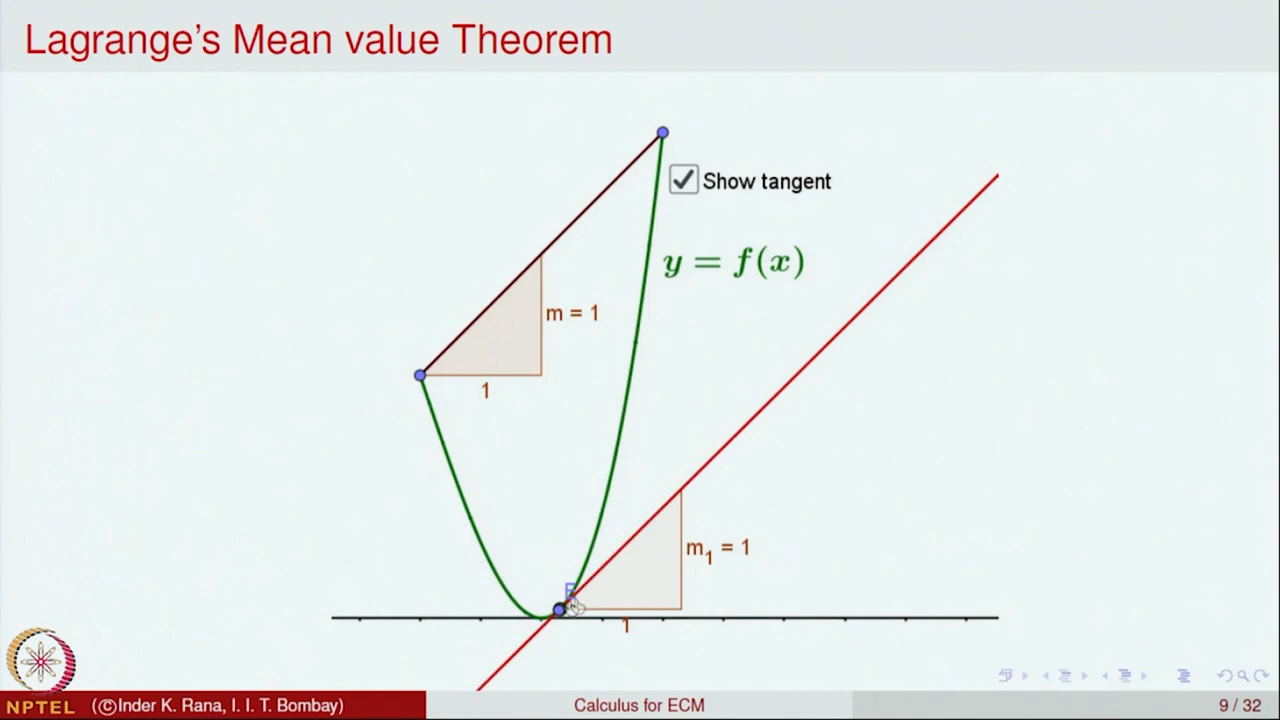 Lagrange's Mean value Theorem
Show tangent
y = f(x)
m = 1
1
m₁ = 1
1
NPTEL
(©Inder K. Rana, I. I. T. Bombay)
Calculus for ECM
9 / 32